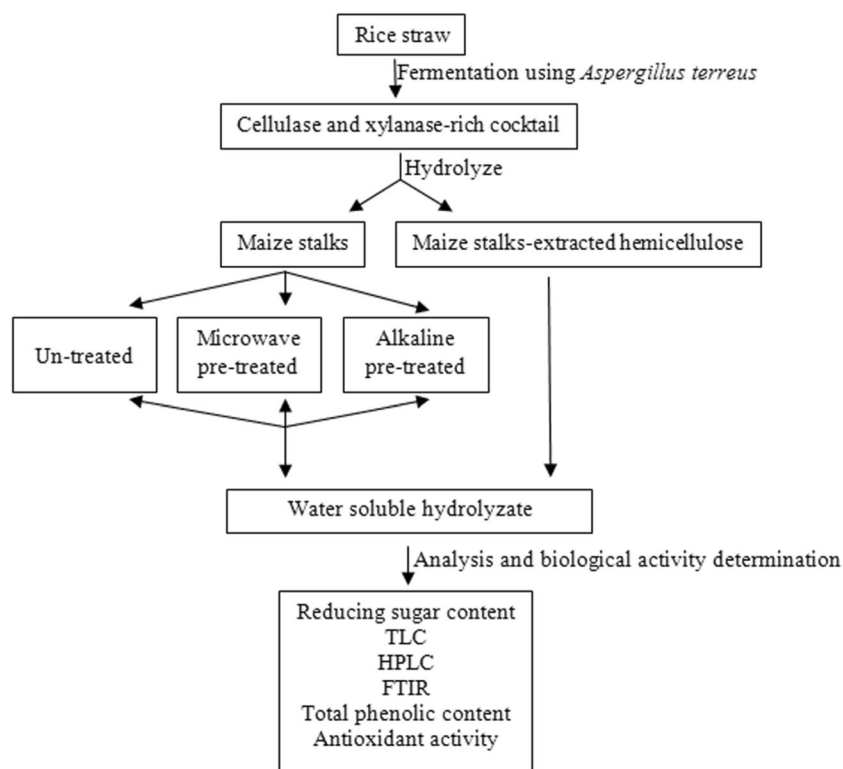 Rice straw
Fermentation using Aspergillus terreus
Cellulase and xylanase-rich cocktail
Hydrolyze
Maize stalks
Maize stalks-extracted hemicellulose
Un-treated
Microwave
pre-treated
Alkaline
pre-treated
Water soluble hydrolyzate
Analysis and biological activity determination
Reducing sugar content
TLC
HPLC
FTIR
Total phenolic content
Antioxidant activity